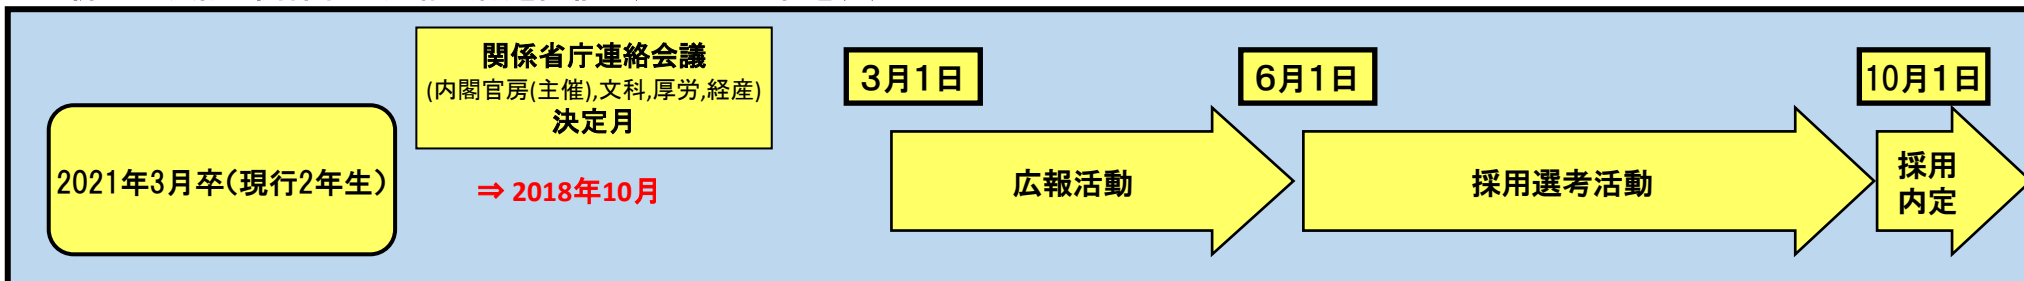 関係省庁連絡会議
(内閣官房(主催),文科,厚労,経産)
決定月
3月1日
6月1日
10月1日
2021年3月卒(現行2年生)
⇒ 2018年10月
広報活動
採用選考活動
採用
内定